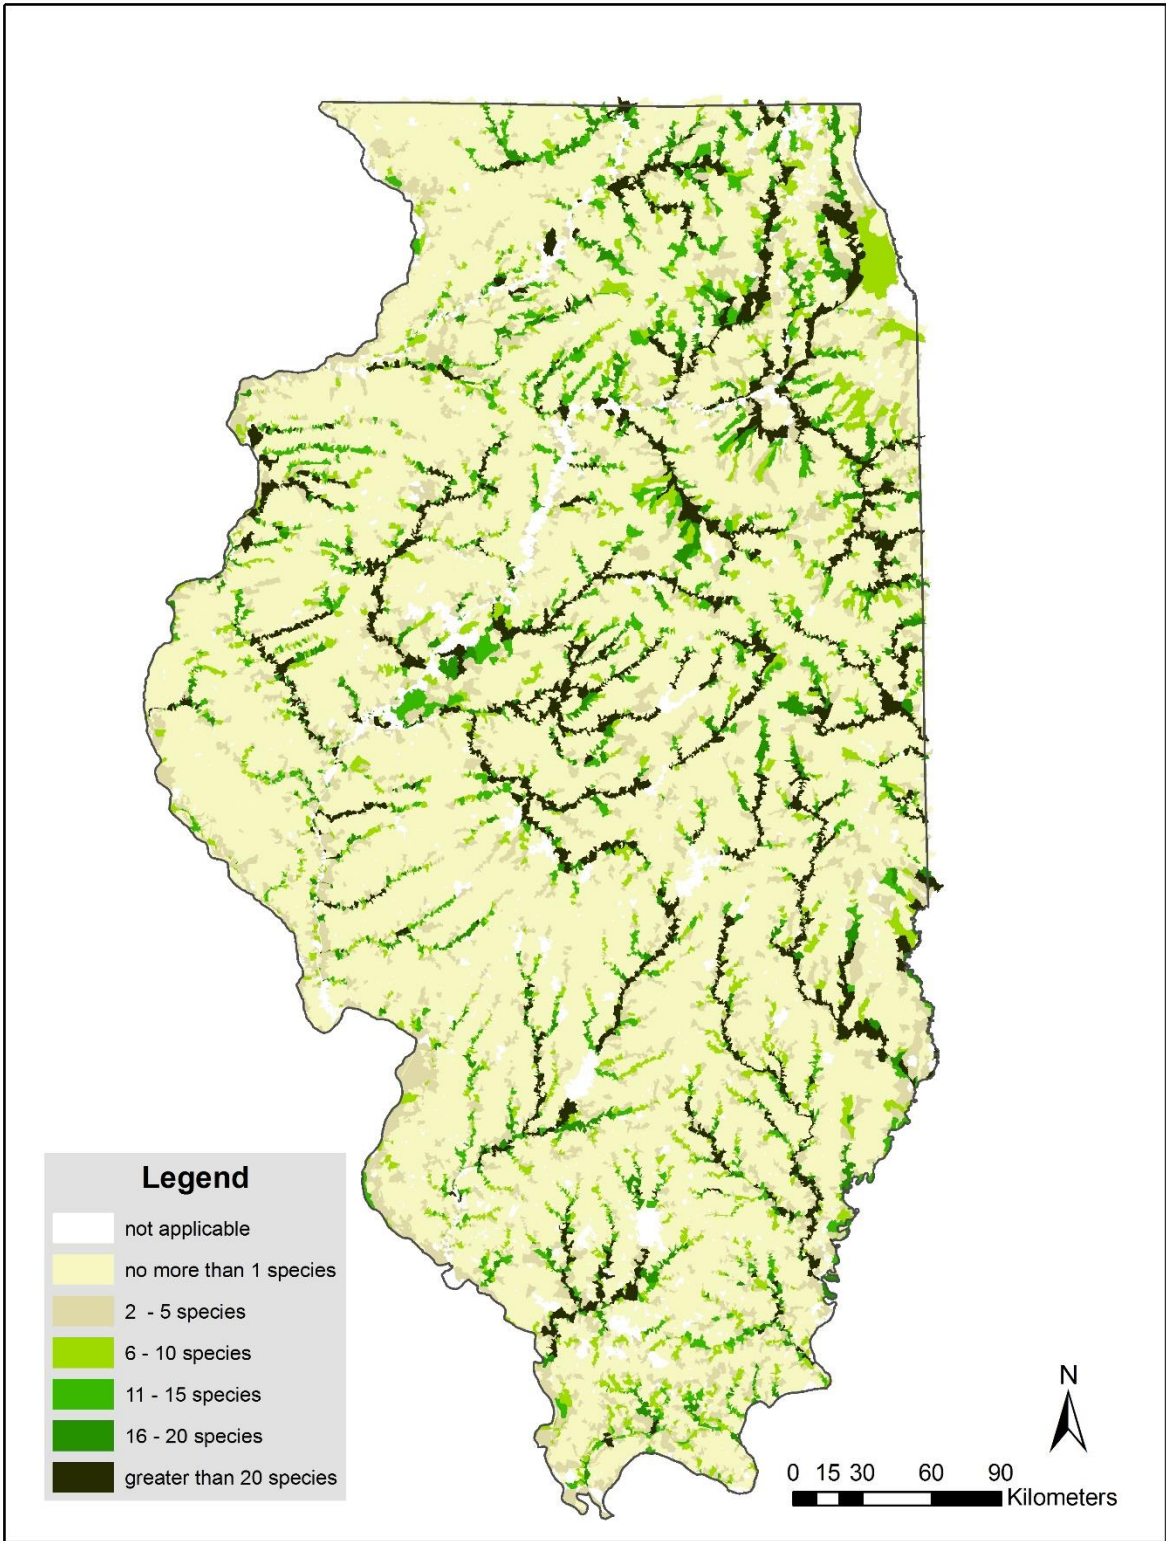 Legend
not applicable
no more than 1 species
2 - 5 species
6 - 10 species
11 - 15 species
16 - 20 species
greater than 20 species
N
0 15 30 60 90
Kilometers